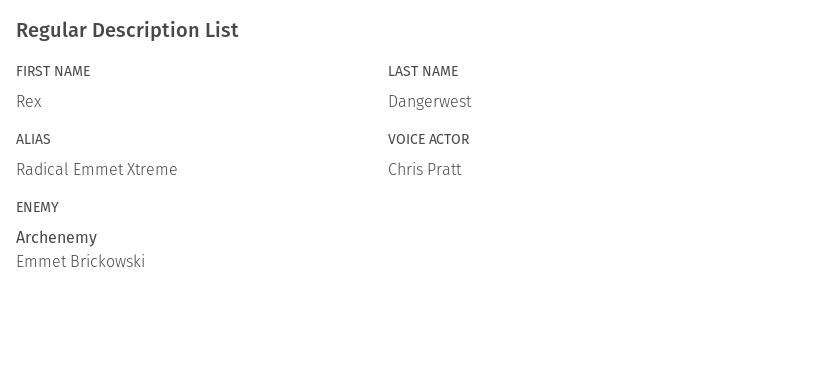 Regular Description List
FIRST NAME
Rex
LAST NAME
Dangerwest
ALIAS
Radical Emmet Xtreme
VOICE ACTOR
Chris Pratt
ENEMY
Archenemy
Emmet Brickowski